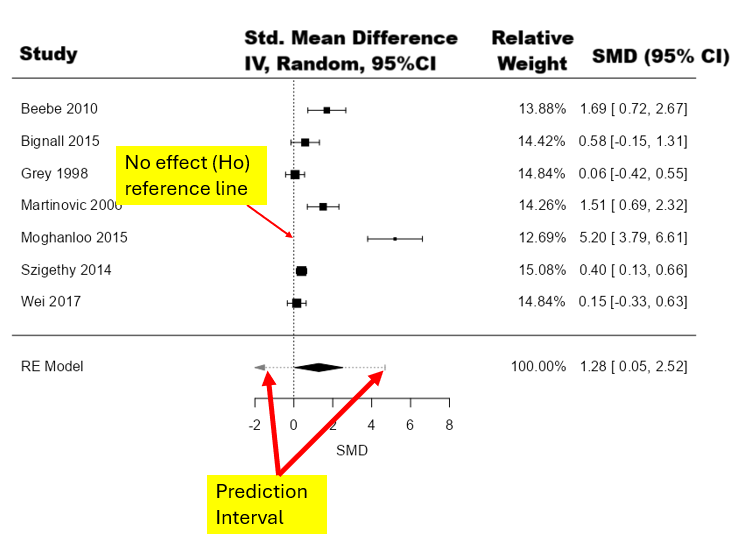 Study Std. Mean Difference IV, Random, 95%CI Relative Weight SMD (95% CI)
Beebe 2010 13.88% 1.69 [ 0.72, 2.67]
Bignall 2015 14.42% 0.58 [-0.15, 1.31]
No effect (Ho)
reference line
Grey 1998 14.84% 0.06 [-0.42, 0.55]
Martinovic 2006 14.26% 1.51 [ 0.69, 2.32]
Moghanloo 2015 12.69% 5.20 [ 3.79, 6.61]
Szigethy 2014 15.08% 0.40 [ 0.13, 0.66]
Wei 2017 14.84% 0.15 [-0.33, 0.63]
RE Model 100.00% 1.28 [ 0.05, 2.52]
-2 0 2 4 6 8
SMD
Prediction
Interval